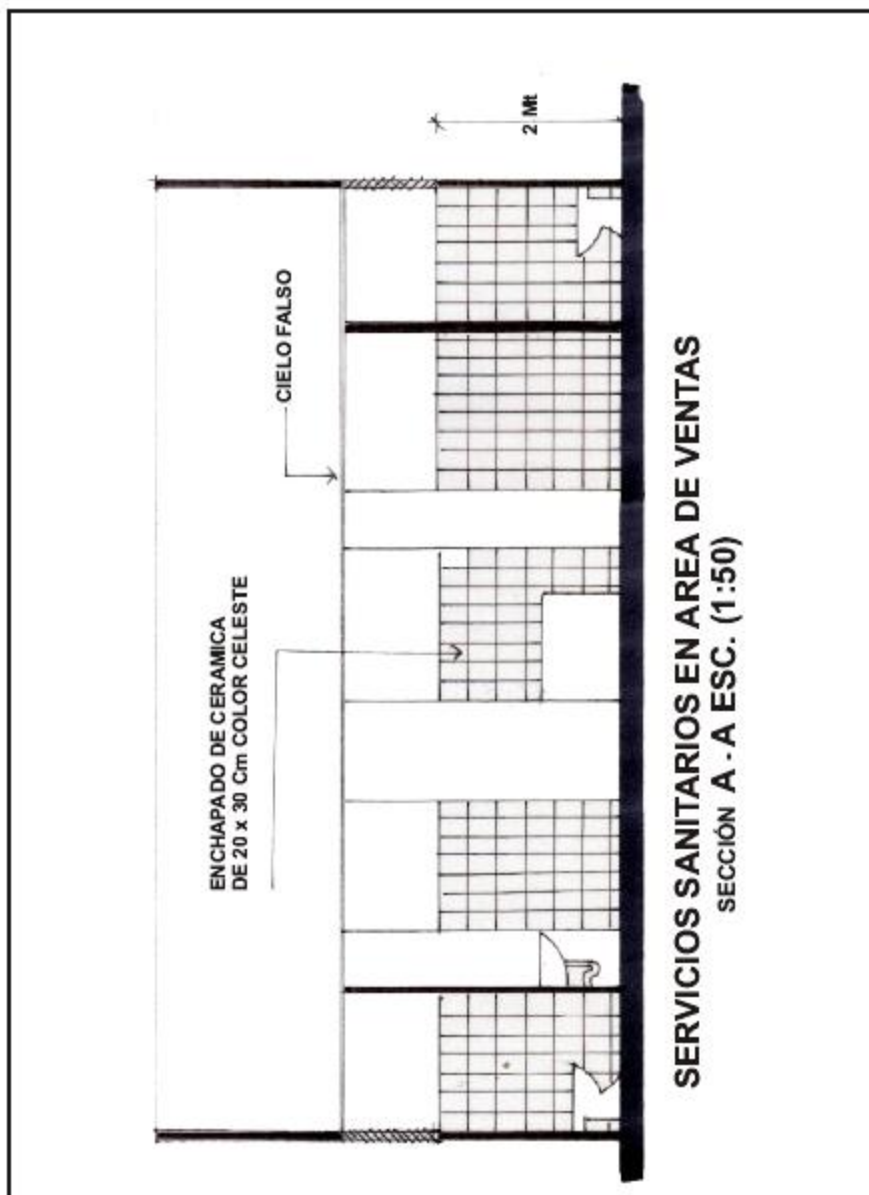 ENCHAPADO DE CERAMICA
DE 20 x 30 Cm COLOR CELESTE
CIELO FALSO
2 Mt
SERVICIOS SANITARIOS EN AREA DE VENTAS
SECCIÓN A - A ESC. (1:50)